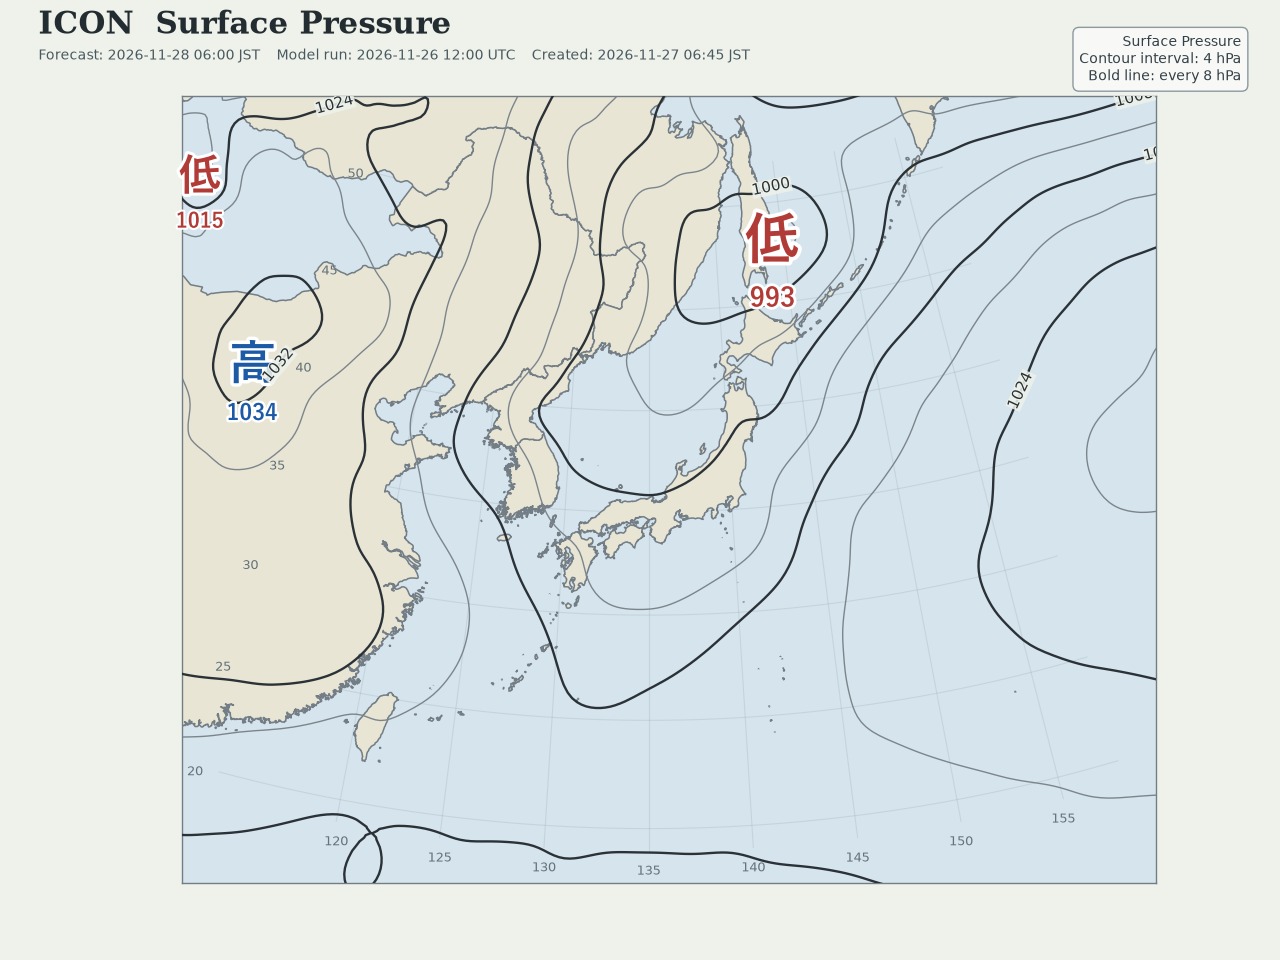 ICON  Surface Pressure
Forecast: 2026-11-28 06:00 JST    Model run: 2026-11-26 12:00 UTC    Created: 2026-11-27 06:45 JST
Surface Pressure
Contour interval: 4 hPa
Bold line: every 8 hPa
1024
低
1015
50
1000
低
993
45
高
1032
1034
40
1024
35
30
25
20
120
125
130
135
140
145
150
155